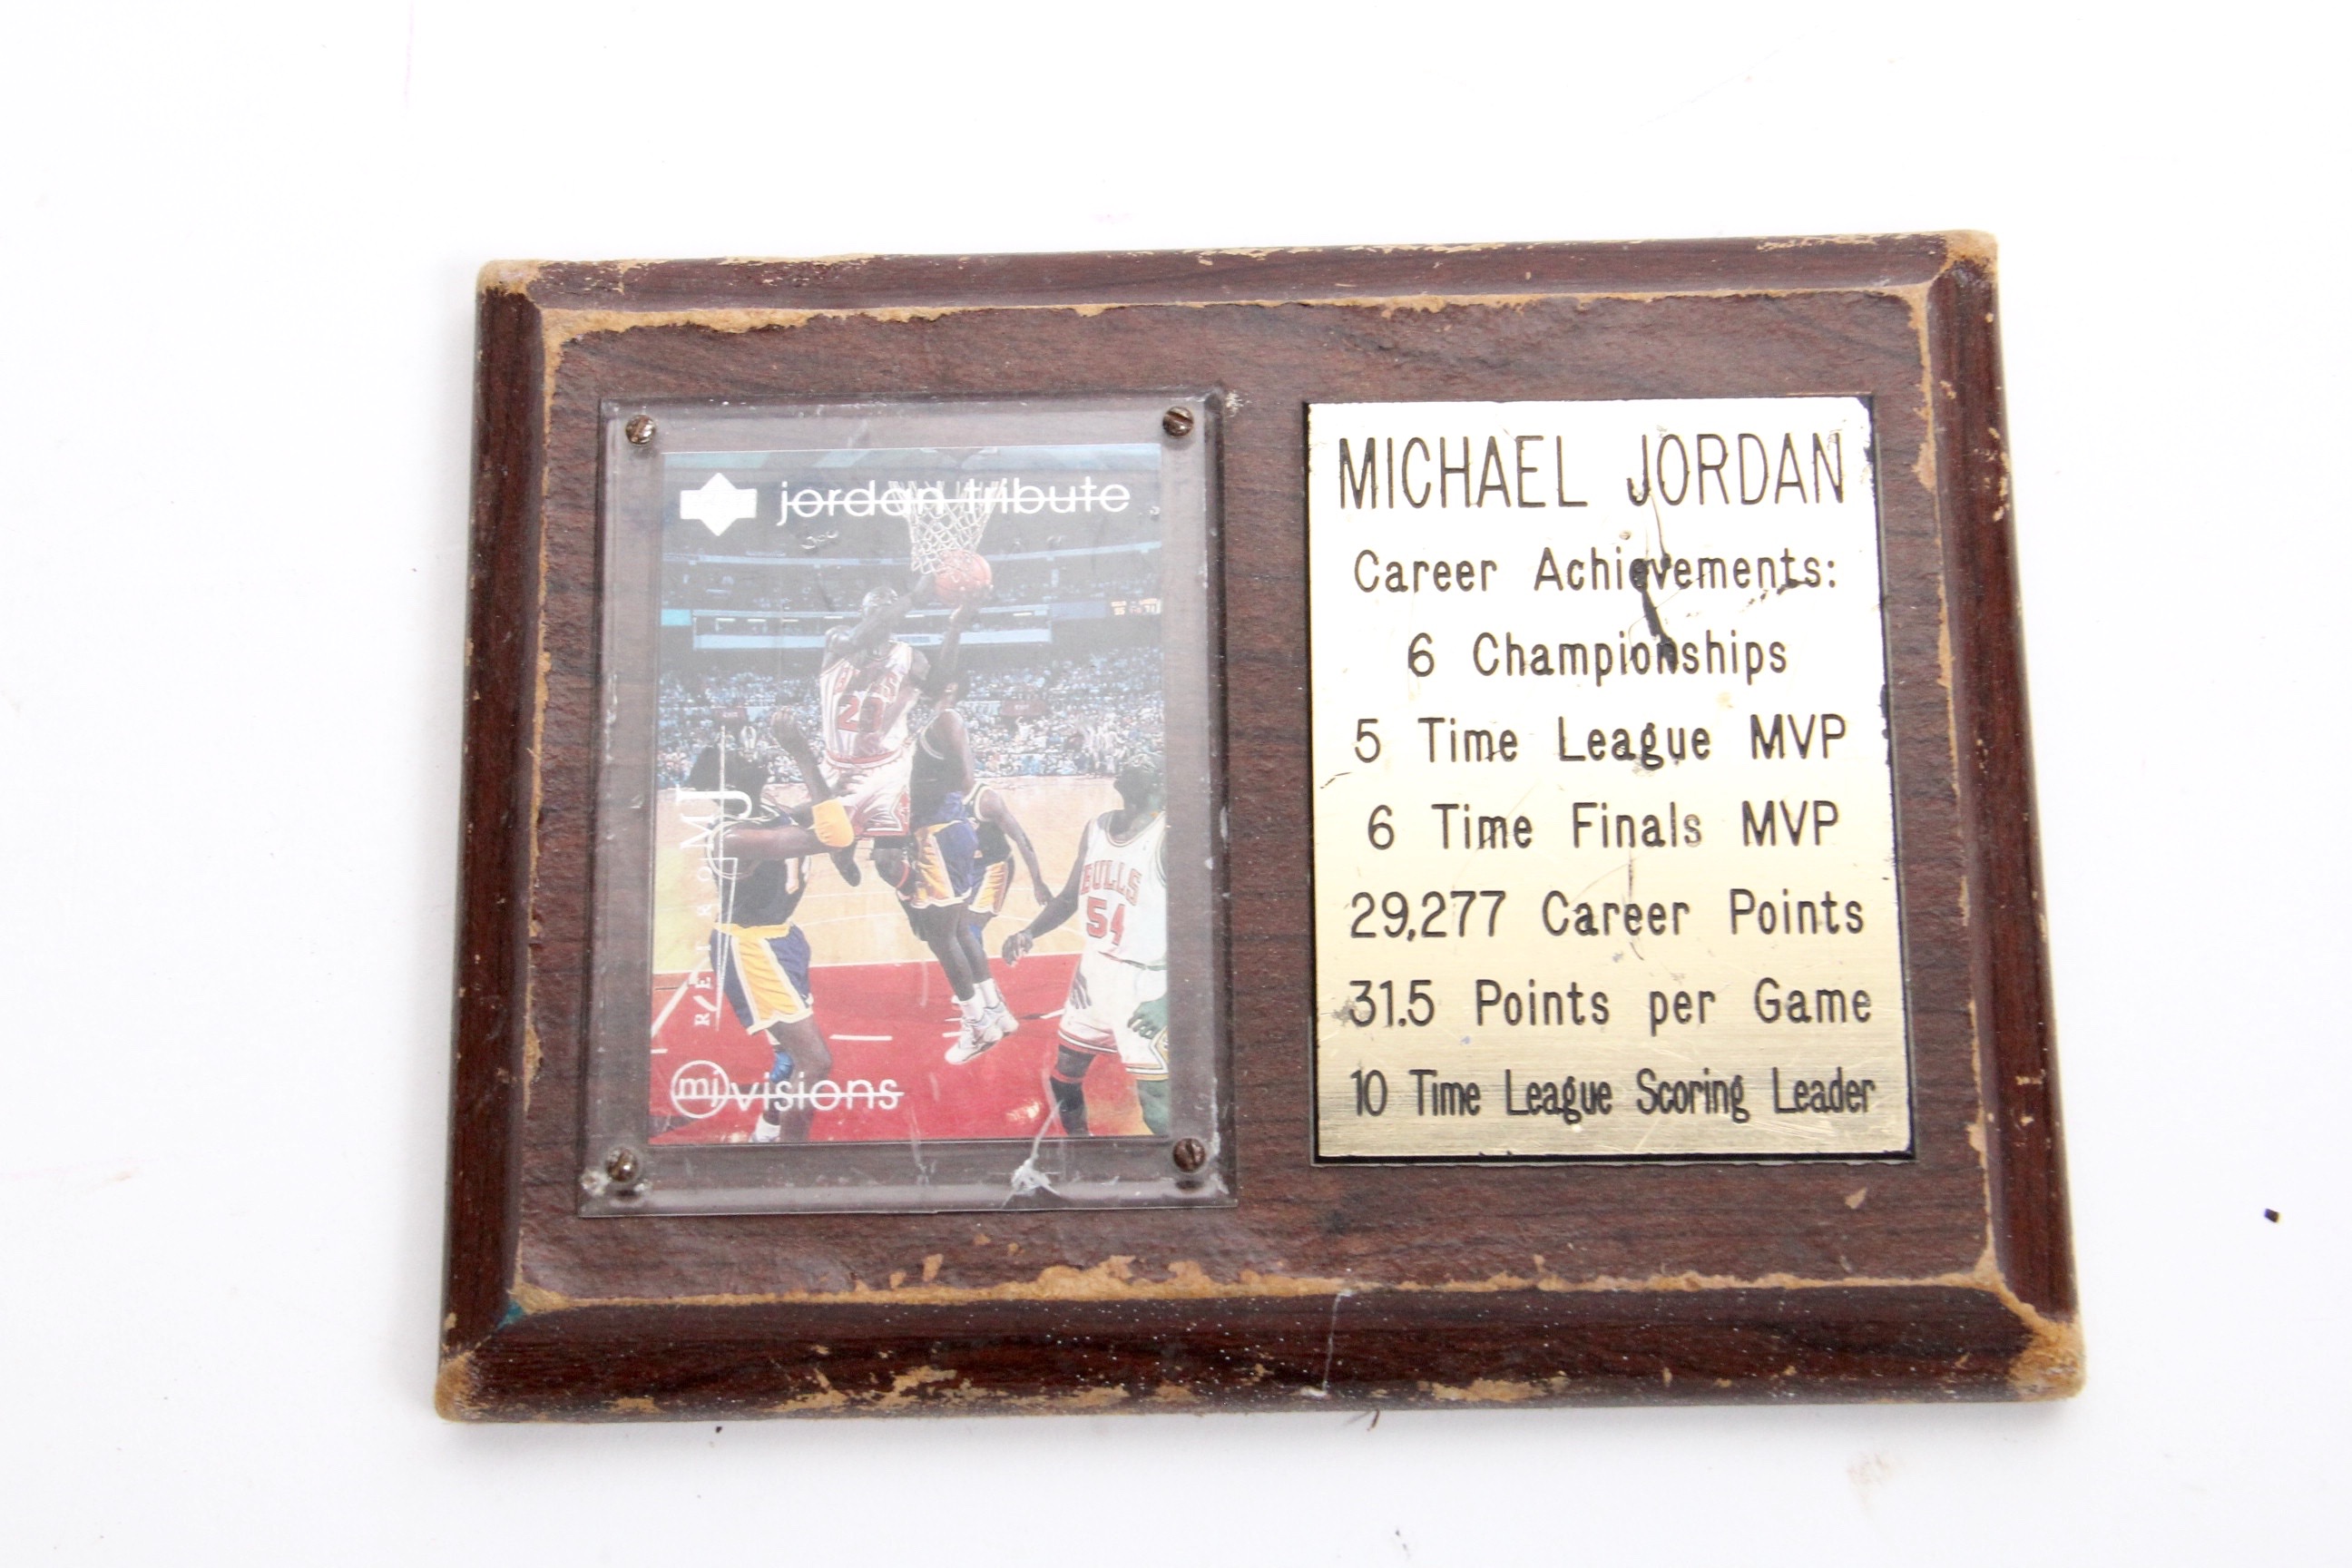 jordan tribute
BULLS
54
R/ETROMJ
mj visions
MICHAEL JORDAN
Career Achievements:
6 Championships
5 Time League MVP
6 Time Finals MVP
29,277 Career Points
31.5 Points per Game
10 Time League Scoring Leader